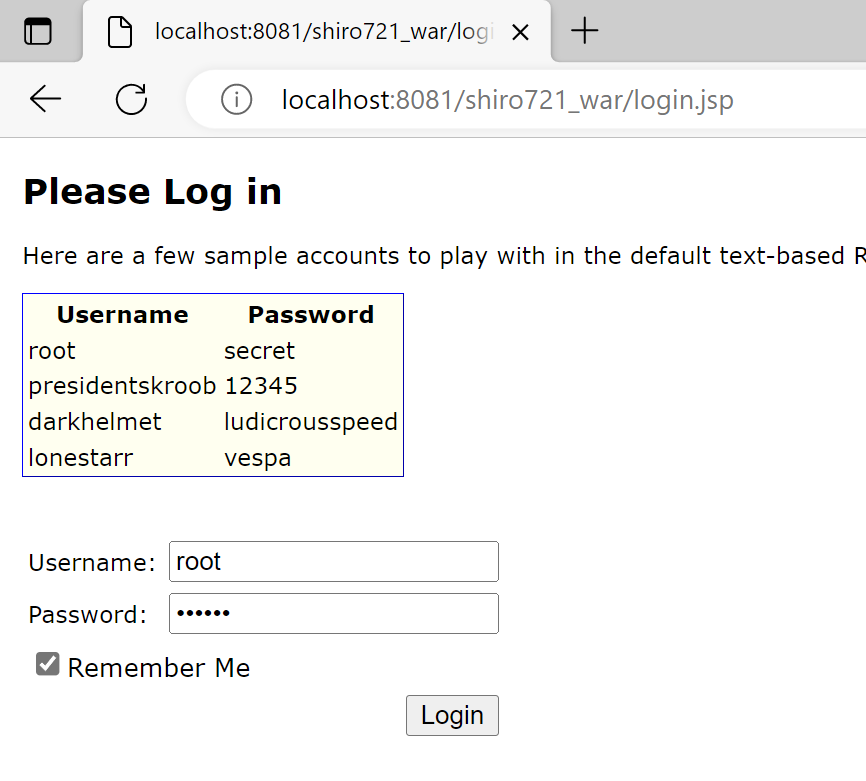 localhost:8081/shiro721_war/logi
localhost:8081/shiro721_war/login.jsp
Please Log in
Here are a few sample accounts to play with in the default text-based R
Username Password
root secret
presidentskroob 12345
darkhelmet ludicrousspeed
lonestarr vespa
Username: root
Password: ••••••
Remember Me
Login